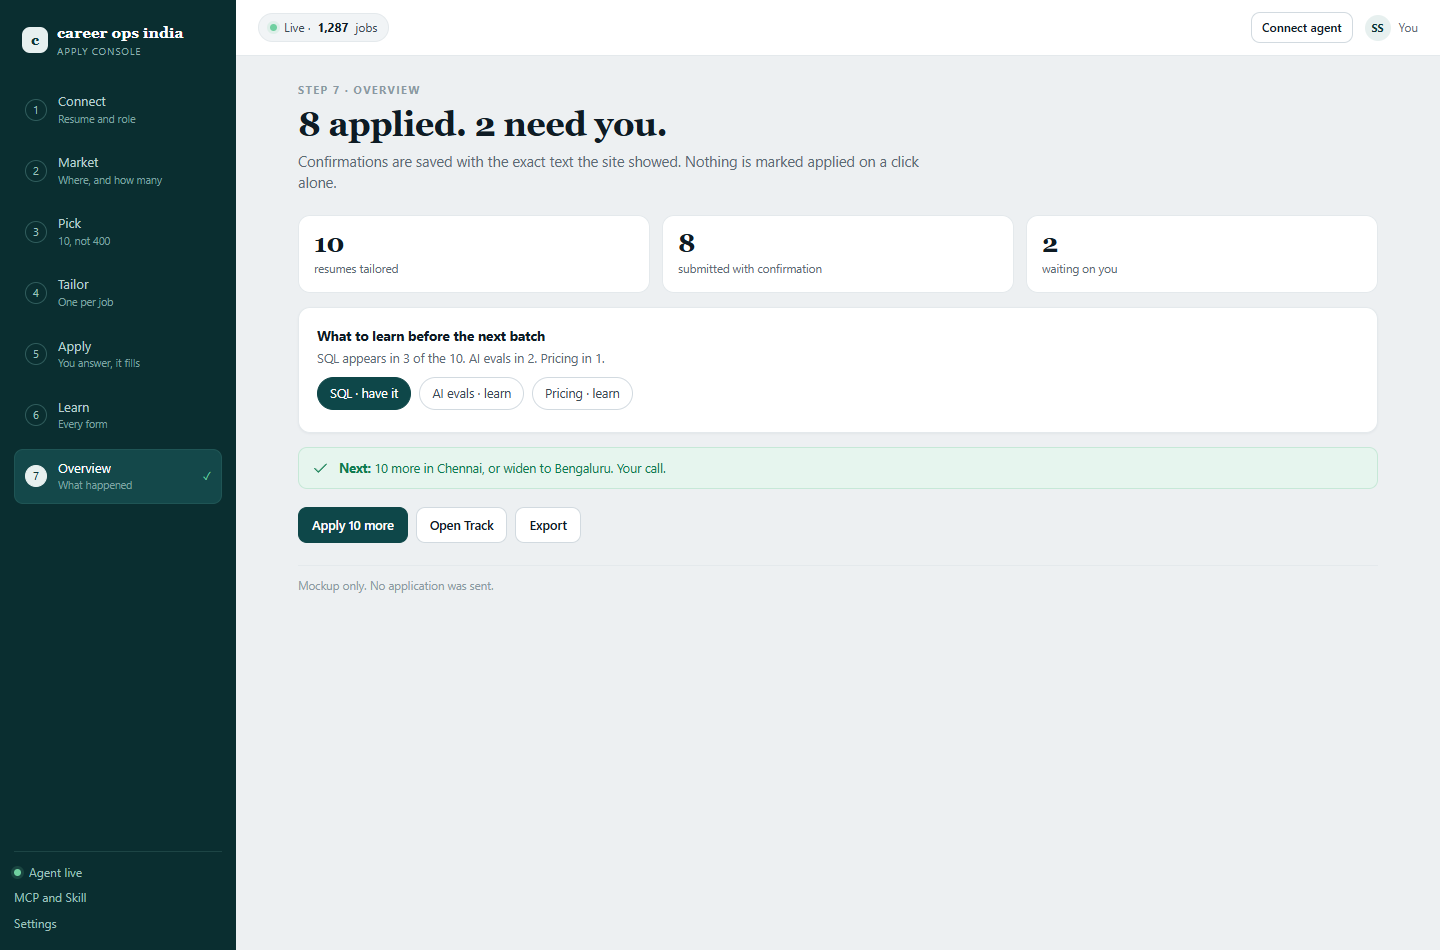 c
career ops india
APPLY CONSOLE
1
Connect
Resume and role
2
Market
Where, and how many
3
Pick
10, not 400
4
Tailor
One per job
5
Apply
You answer, it fills
6
Learn
Every form
7
Overview
What happened
✓
Agent live
MCP and Skill
Settings
Live · 1,287 jobs
Connect agent
SS
You
STEP 7 · OVERVIEW
8 applied. 2 need you.
Confirmations are saved with the exact text the site showed. Nothing is marked applied on a click
alone.
10
resumes tailored
8
submitted with confirmation
2
waiting on you
What to learn before the next batch
SQL appears in 3 of the 10. AI evals in 2. Pricing in 1.
SQL · have it
AI evals · learn
Pricing · learn
✓ Next: 10 more in Chennai, or widen to Bengaluru. Your call.
Apply 10 more
Open Track
Export
Mockup only. No application was sent.